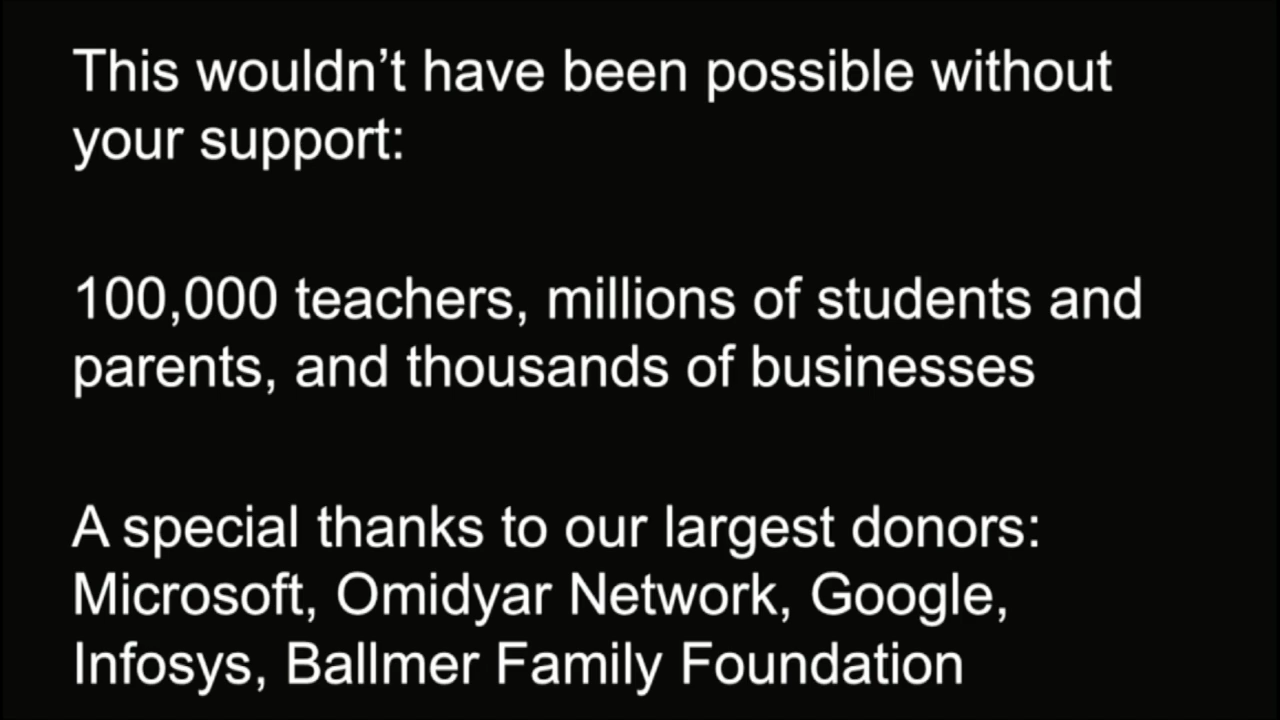 This wouldn’t have been possible without
your support:
100,000 teachers, millions of students and
parents, and thousands of businesses
A special thanks to our largest donors:
Microsoft, Omidyar Network, Google,
Infosys, Ballmer Family Foundation